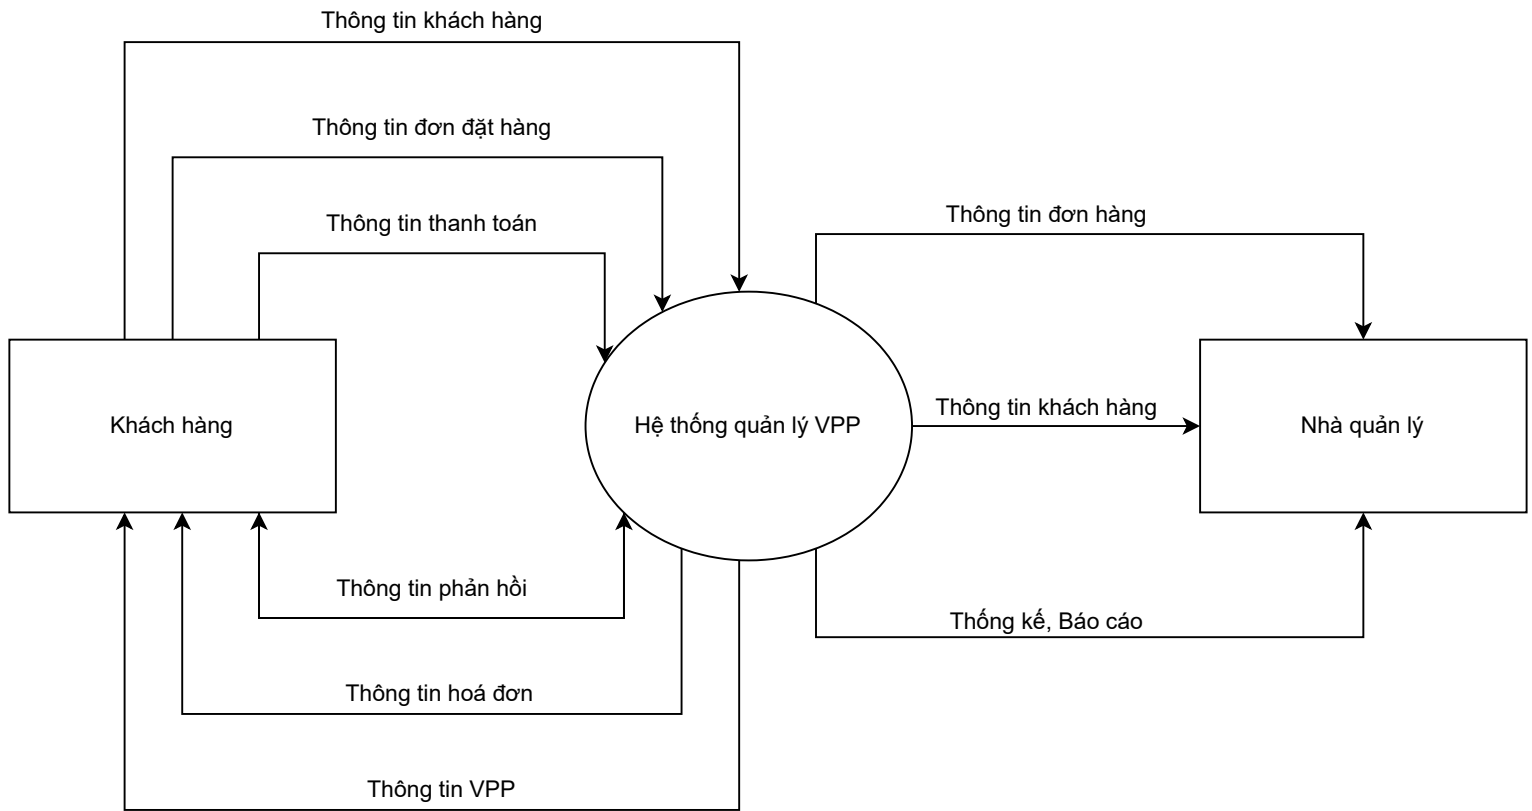 Thông tin khách hàng
Thông tin đơn đặt hàng
Thông tin thanh toán
Thông tin đơn hàng
Khách hàng
Hệ thống quản lý VPP
Thông tin khách hàng
Nhà quản lý
Thông tin phản hồi
Thống kế, Báo cáo
Thông tin hoá đơn
Thông tin VPP